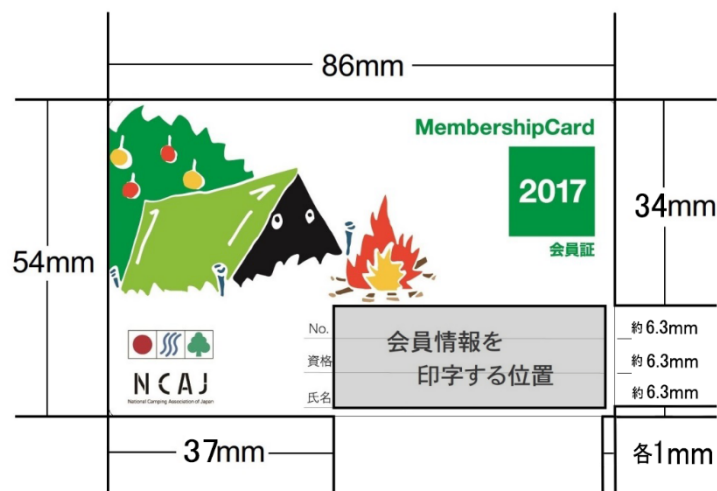 86mm
MembershipCard
2017
会員証
54mm
34mm
No.
資格
氏名
会員情報を
印字する位置
約6.3mm
約6.3mm
約6.3mm
NCAJ
National Camping Association of Japan
37mm
各1mm